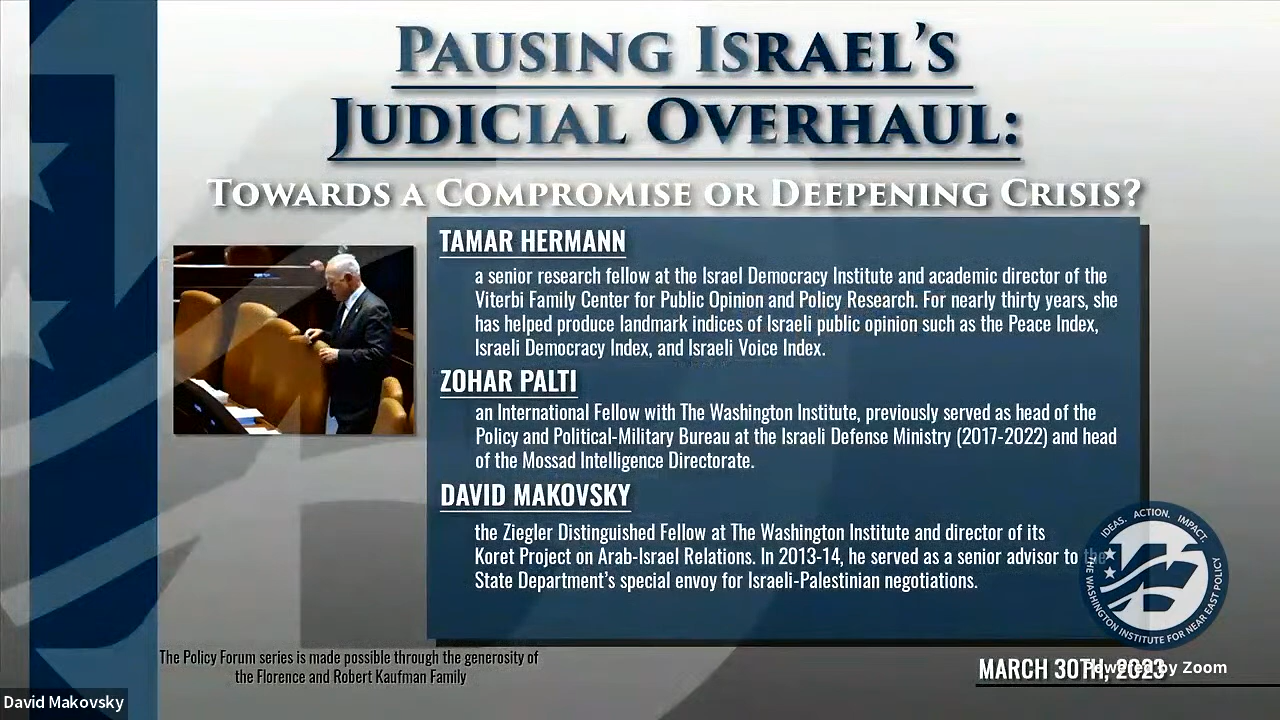 PAUSING ISRAEL'S
JUDICIAL OVERHAUL:
TOWARDS A COMPROMISE OR DEEPENING CRISIS?
TAMAR HERMANN
a senior research fellow at the Israel Democracy Institute and academic director of the
Viterbi Family Center for Public Opinion and Policy Research. For nearly thirty years, she
has helped produce landmark indices of Israeli public opinion such as the Peace Index,
Israeli Democracy Index, and Israeli Voice Index.
ZOHAR PALTI
an International Fellow with The Washington Institute, previously served as head of the
Policy and Political-Military Bureau at the Israeli Defense Ministry (2017-2022) and head
of the Mossad Intelligence Directorate.
DAVID MAKOVSKY
the Ziegler Distinguished Fellow at The Washington Institute and director of its
Koret Project on Arab-Israel Relations. In 2013-14, he served as a senior advisor to the
State Department's special envoy for Israeli-Palestinian negotiations.
IDEAS. ACTION. IMPACT.
THE WASHINGTON INSTITUTE FOR NEAR EAST POLICY
The Policy Forum series is made possible through the generosity of
the Florence and Robert Kaufman Family
MARCH 30TH, 2023
Powered by Zoom
David Makovsky